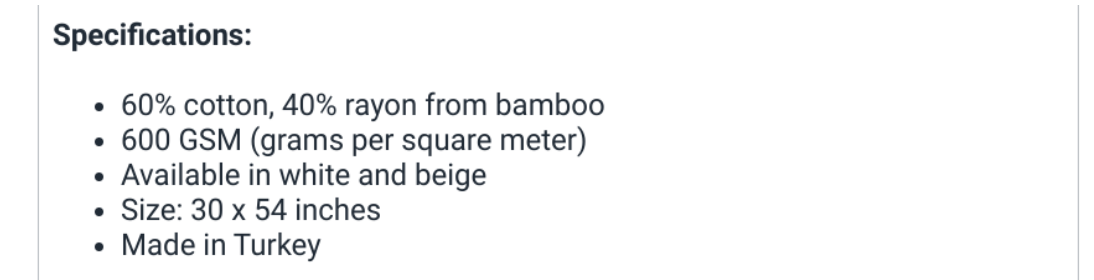 Specifications:
• 60% cotton, 40% rayon from bamboo
• 600 GSM (grams per square meter)
• Available in white and beige
• Size: 30 x 54 inches
• Made in Turkey